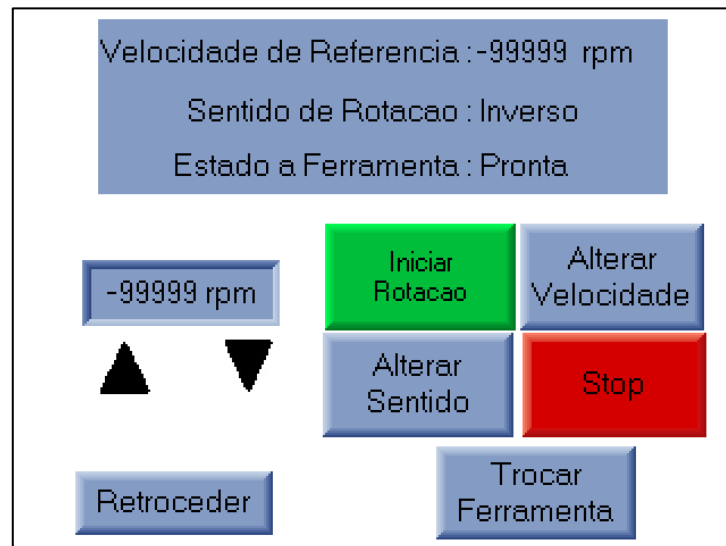 Velocidade de Referencia : -99999 rpm
Sentido de Rotacao : Inverso
Estado a Ferramenta : Pronta
-99999 rpm
Iniciar
Rotacao
Alterar
Velocidade
Alterar
Sentido
Stop
Retroceder
Trocar
Ferramenta